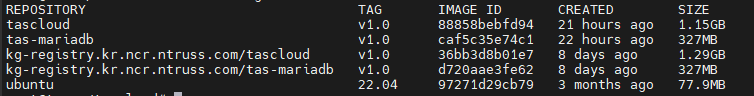 REPOSITORY TAG IMAGE ID CREATED SIZE
tascloud v1.0 88858bebfd94 21 hours ago 1.15GB
tas-mariadb v1.0 caf5c35e74c1 22 hours ago 327MB
kg-registry.kr.ncr.ntruss.com/tascloud v1.0 36bb3d8b01e7 8 days ago 1.29GB
kg-registry.kr.ncr.ntruss.com/tas-mariadb v1.0 d720aae3fe62 8 days ago 327MB
ubuntu 22.04 97271d29cb79 3 months ago 77.9MB